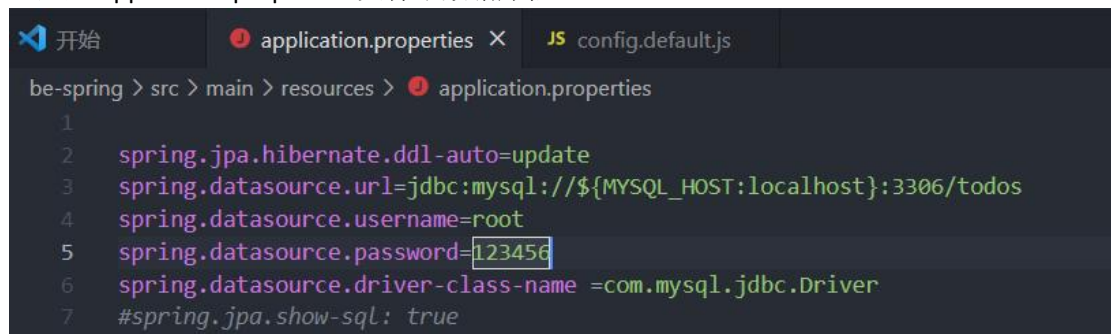 开始 application.properties × JS config.default.js
be-spring > src > main > resources > application.properties
1
2 spring.jpa.hibernate.ddl-auto=update
3 spring.datasource.url=jdbc:mysql://${MYSQL_HOST:localhost}:3306/todos
4 spring.datasource.username=root
5 spring.datasource.password=123456
6 spring.datasource.driver-class-name =com.mysql.jdbc.Driver
7 #spring.jpa.show-sql: true